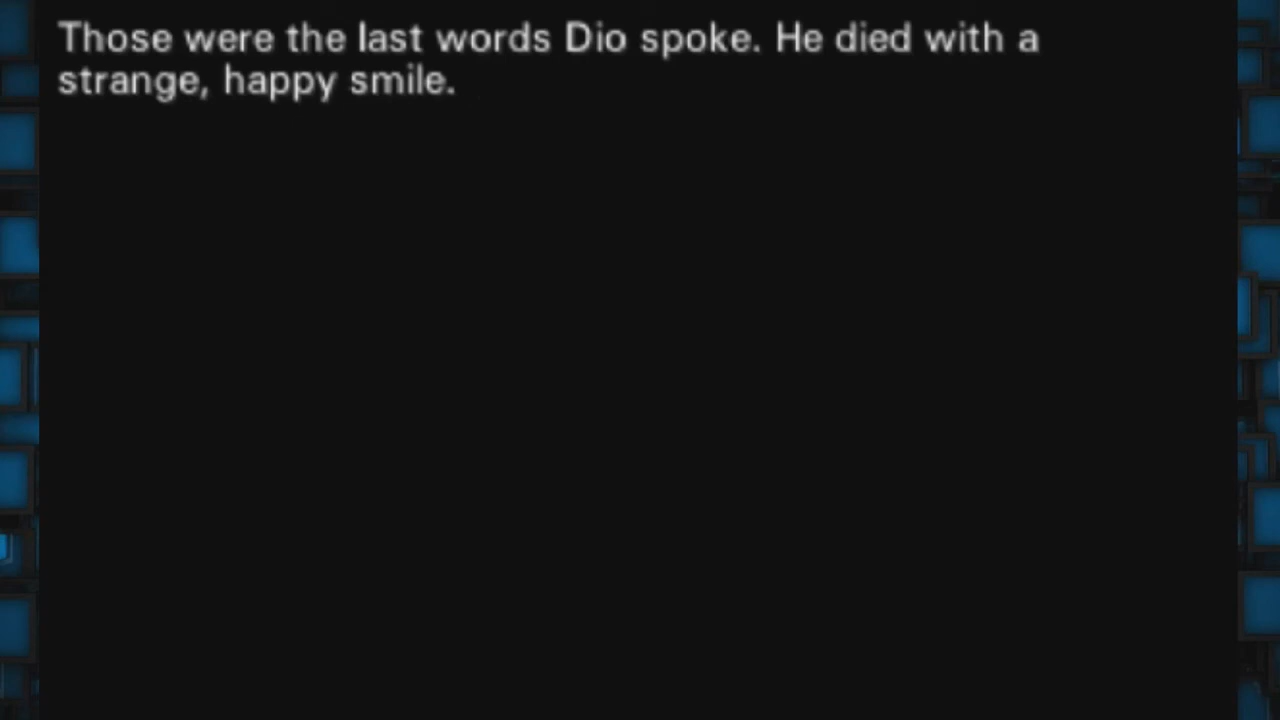 Those were the last words Dio spoke. He died with a
strange, happy smile.